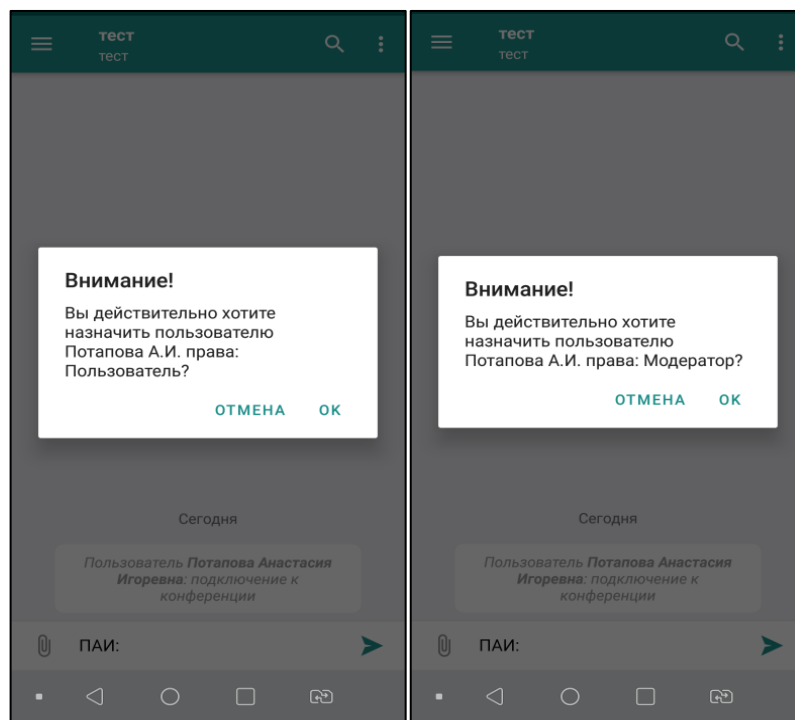 тест
тест
Внимание!
Вы действительно хотите
назначить пользователю
Потапова А.И. права:
Пользователь?
ОТМЕНА OK
Сегодня
Пользователь Потапова Анастасия
Игоревна: подключение к
конференции
ПАИ:
тест
тест
Внимание!
Вы действительно хотите
назначить пользователю
Потапова А.И. права: Модератор?
ОТМЕНА OK
Сегодня
Пользователь Потапова Анастасия
Игоревна: подключение к
конференции
ПАИ: